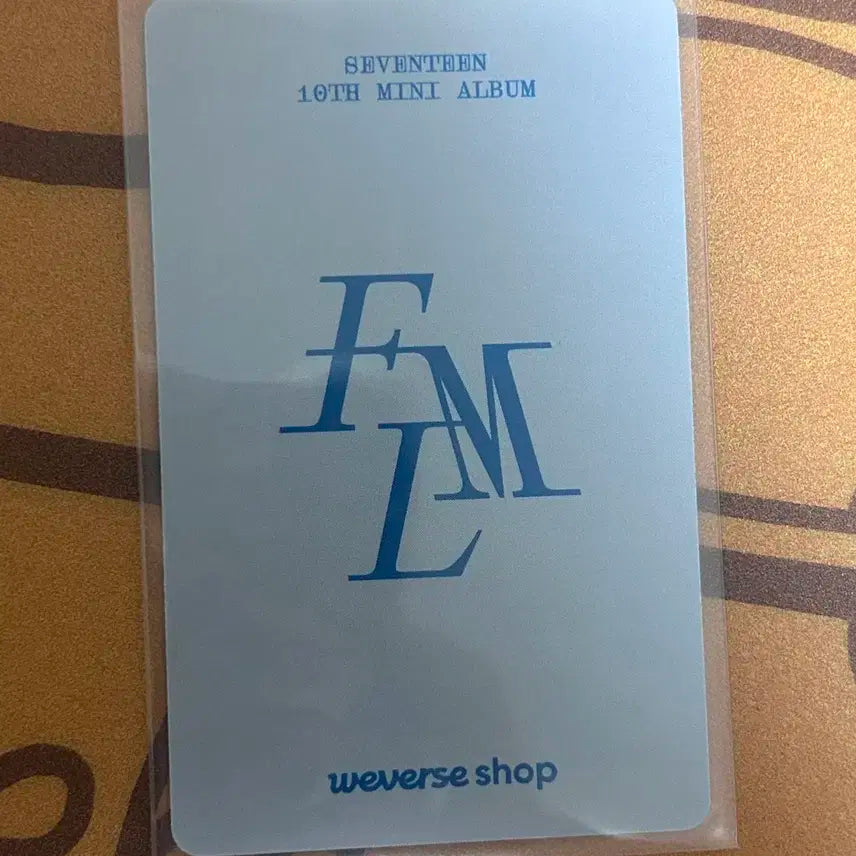 SEVENTEEN
10TH MINI ALBUM
FML
weverse shop